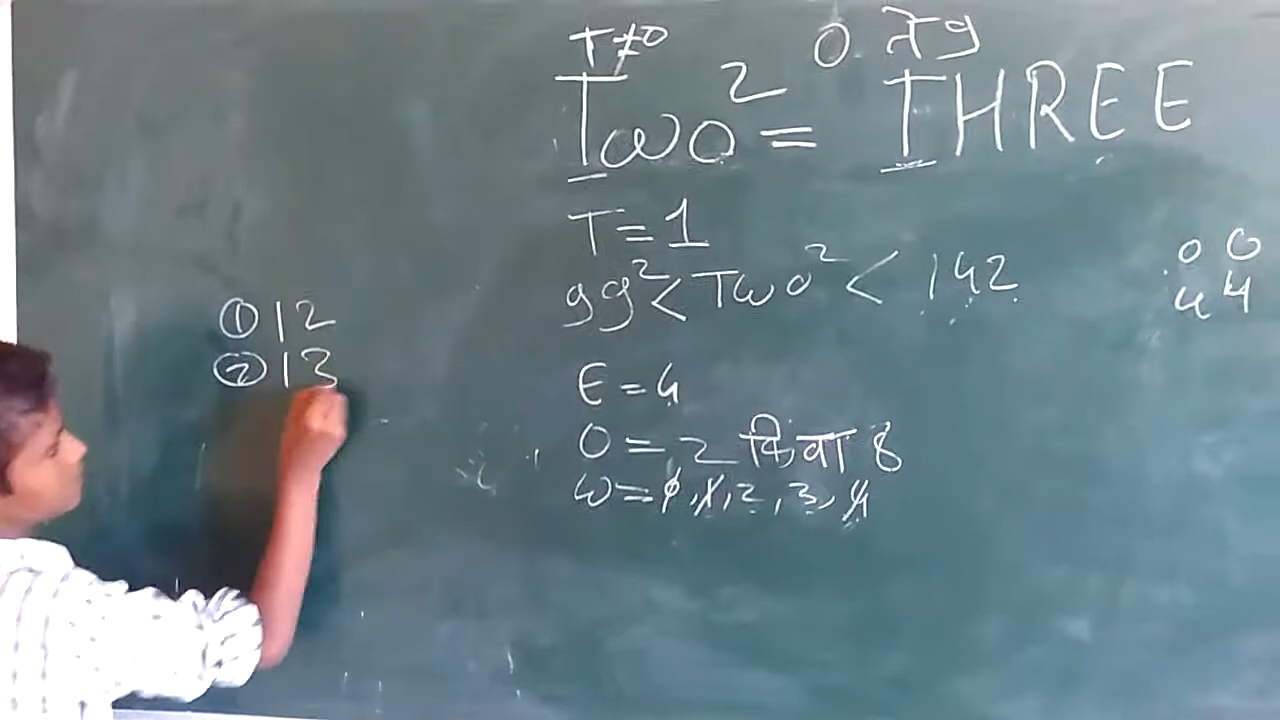 T≠0 0 ते 9
TWO² = THREE
T = 1
99² < TWO² < 142
0 0
4 4
① 12
② 13
E = 4
O = 2 किंवा 8
W = 0, 1, 2, 3, 4